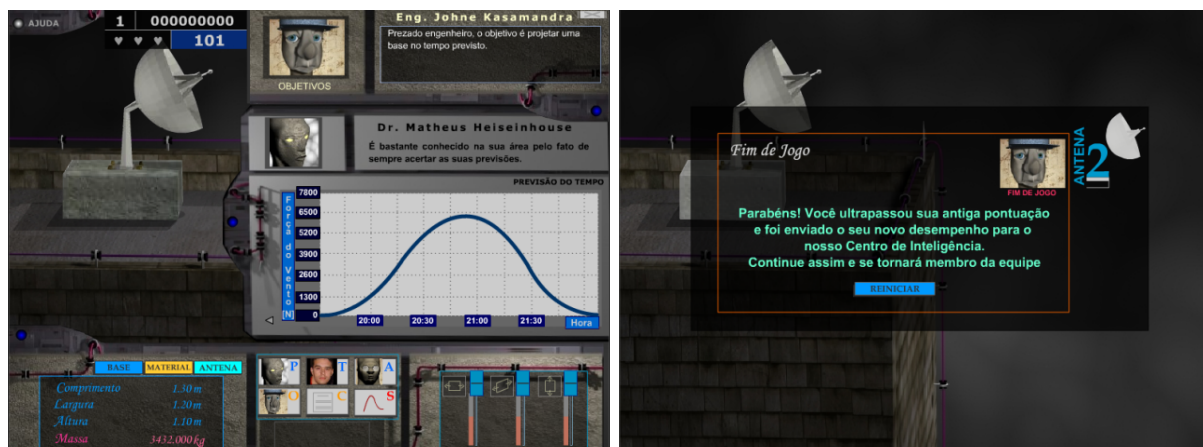 AJUDA
1 000000000
101
Eng. Johne Kasamandra
Prezado engenheiro, o objetivo é projetar uma
base no tempo previsto.
OBJETIVOS
Dr. Matheus Heiseinhouse
É bastante conhecido na sua área pelo fato de
sempre acertar as suas previsões.
PREVISÃO DO TEMPO
Força do Vento [N]
7800
6500
5200
3900
2600
1300
0
20:00 20:30 21:00 21:30 Hora
BASE MATERIAL ANTENA
Comprimento 1.30 m
Largura 1.20 m
Altura 1.10 m
Massa 3432.000 kg
P T A
O C S
Fim de Jogo
FIM DE JOGO
ANTENA
2
Parabéns! Você ultrapassou sua antiga pontuação
e foi enviado o seu novo desempenho para o
nosso Centro de Inteligência.
Continue assim e se tornará membro da equipe
REINICIAR